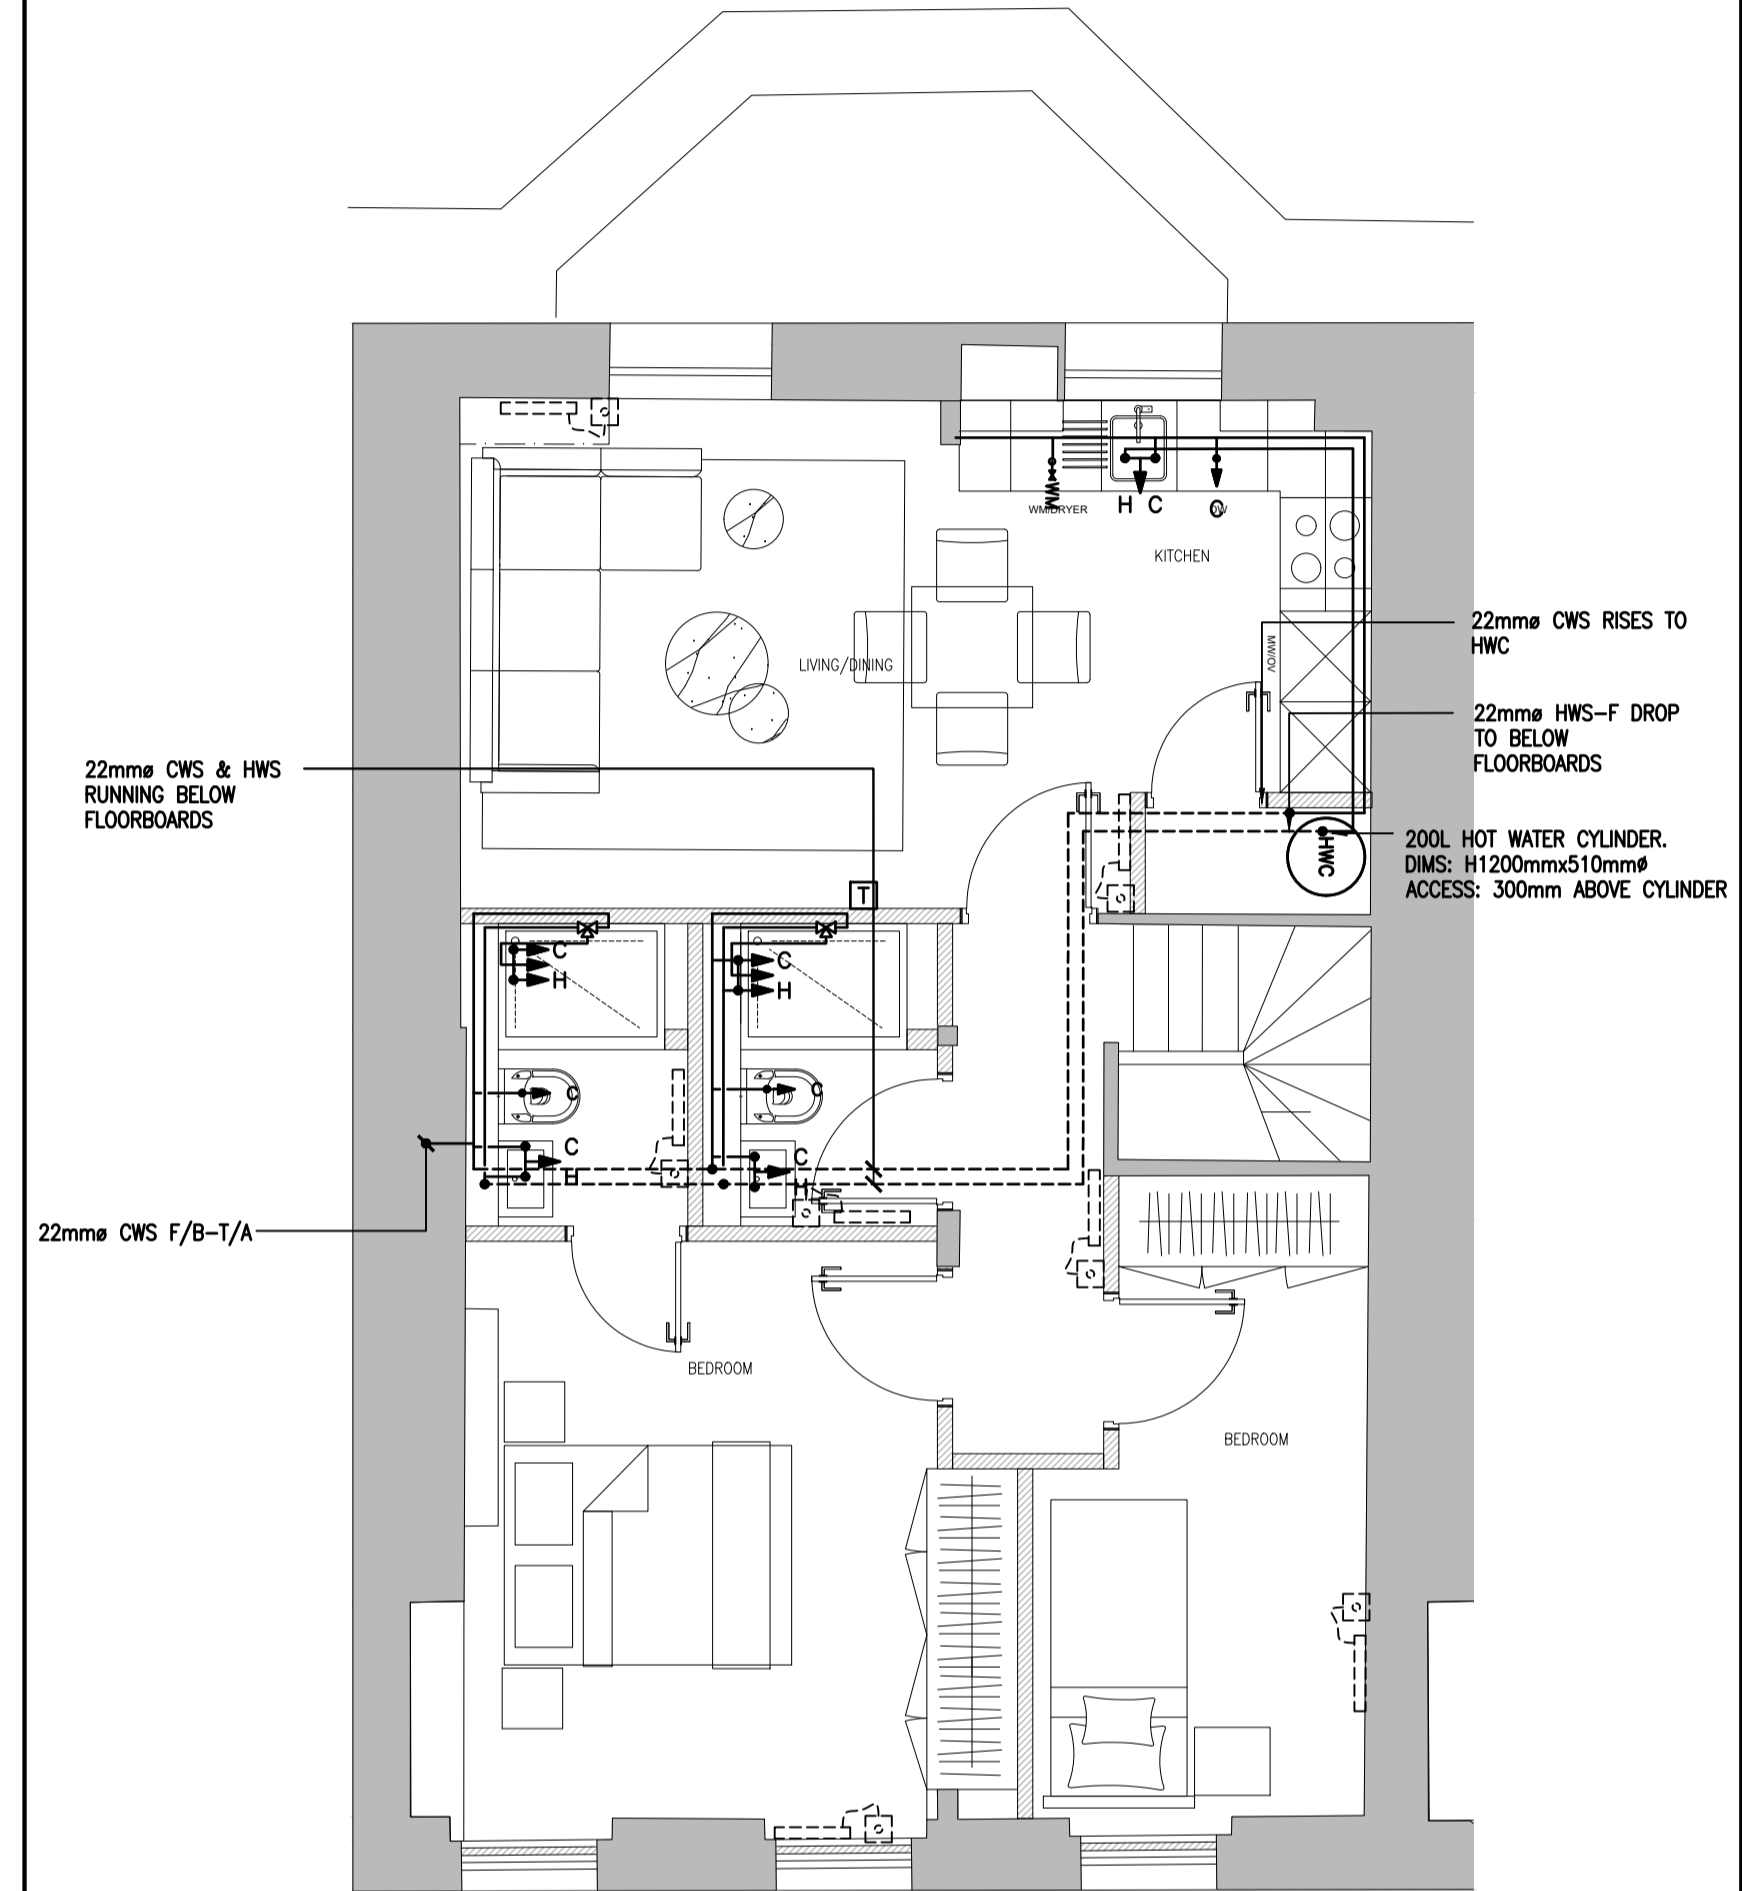 WM
WM/DRYER
H C
C
DW
KITCHEN
22mmø CWS RISES TO
HWC
MW/OV
LIVING/DINING
22mmø HWS-F DROP
TO BELOW
FLOORBOARDS
22mmø CWS & HWS
RUNNING BELOW
FLOORBOARDS
HWC
200L HOT WATER CYLINDER.
DIMS: H1200mmx510mmø
ACCESS: 300mm ABOVE CYLINDER
T
C
H
C
H
C
C
C
H
C
H
22mmø CWS F/B-T/A
BEDROOM
BEDROOM